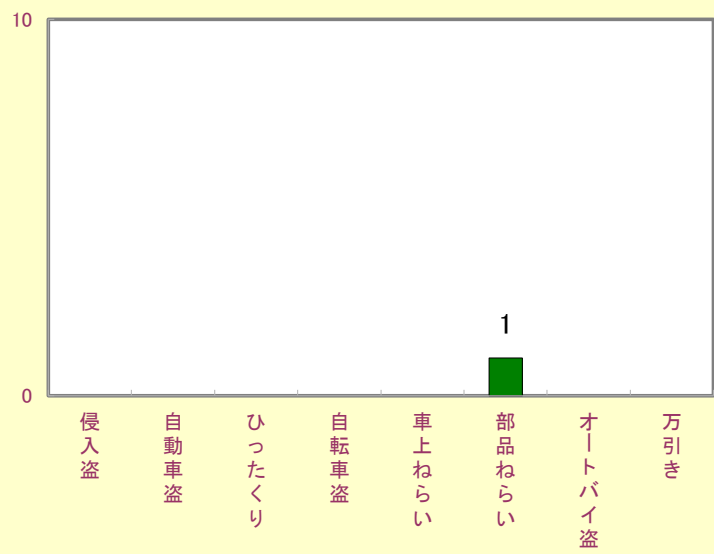 10
1
0
侵入盗
自動車盗
ひったくり
自転車盗
車上ねらい
部品ねらい
オートバイ盗
万引き